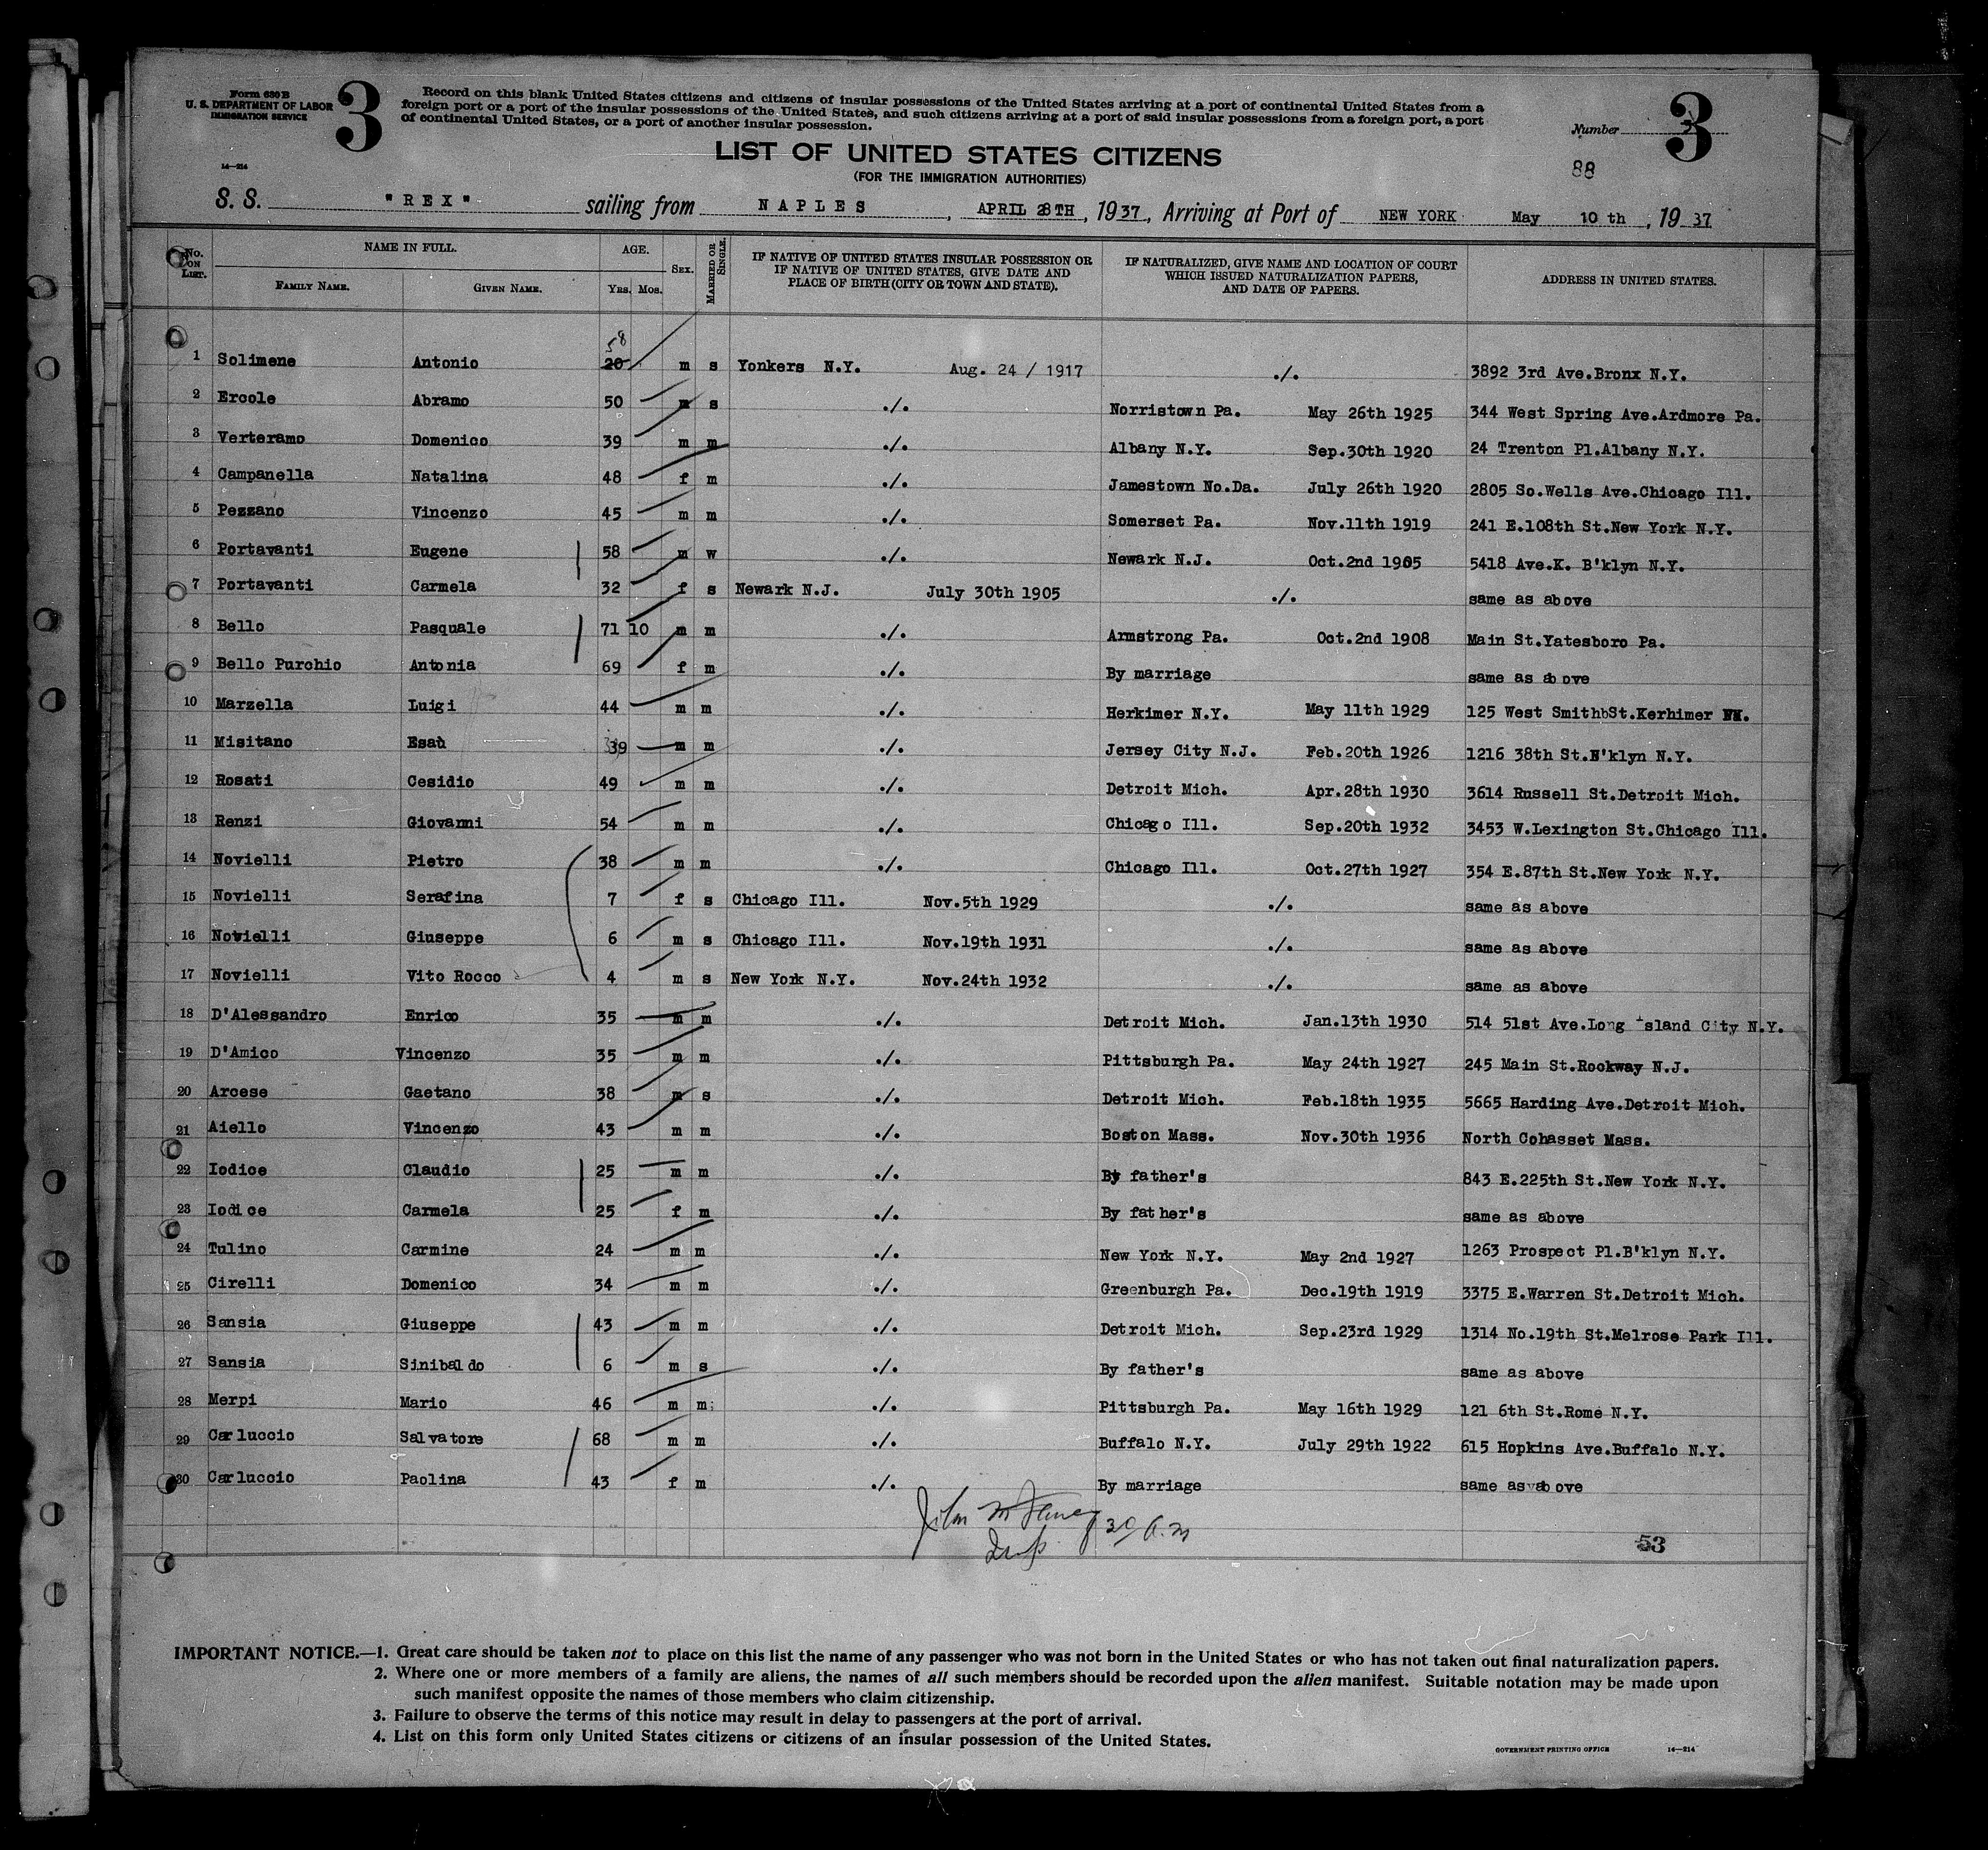 Form 630 B
U. S. DEPARTMENT OF LABOR
IMMIGRATION SERVICE
3
Record on this blank United States citizens and citizens of insular possessions of the United States arriving at a port of continental United States from a
foreign port or a port of the insular possessions of the United States, and such citizens arriving at a port of said insular possessions from a foreign port, a port
of continental United States, or a port of another insular possession.
Number 3
3
14—214
LIST OF UNITED STATES CITIZENS
(FOR THE IMMIGRATION AUTHORITIES)
88
S. S. "REX" sailing from NAPLES, APRIL 28TH, 1937, Arriving at Port of NEW YORK May 10 th, 19 37
No. ON LIST. NAME IN FULL. FAMILY NAME. GIVEN NAME. AGE. YRS. MOS. SEX. MARRIED OR SINGLE. IF NATIVE OF UNITED STATES INSULAR POSSESSION OR IF NATIVE OF UNITED STATES, GIVE DATE AND PLACE OF BIRTH (CITY OR TOWN AND STATE). IF NATURALIZED, GIVE NAME AND LOCATION OF COURT WHICH ISSUED NATURALIZATION PAPERS, AND DATE OF PAPERS. ADDRESS IN UNITED STATES.
58
1 Solimene Antonio 20 m s Yonkers N.Y. Aug. 24 / 1917 ./. 3892 3rd Ave.Bronx N.Y.
2 Ercole Abramo 50 m s ./. Norristown Pa. May 26th 1925 344 West Spring Ave.Ardmore Pa.
3 Verteramo Domenico 39 m m ./. Albany N.Y. Sep.30th 1920 24 Trenton Pl.Albany N.Y.
4 Campanella Natalina 48 f m ./. Jamestown No.Da. July 26th 1920 2805 So.Wells Ave.Chicago Ill.
5 Pezzano Vincenzo 45 m m ./. Somerset Pa. Nov.11th 1919 241 E.108th St.New York N.Y.
6 Portavanti Eugene 58 m w ./. Newark N.J. Oct.2nd 1905 5418 Ave.K. B'klyn N.Y.
7 Portavanti Carmela 32 f s Newark N.J. July 30th 1905 ./. same as above
8 Bello Pasquale 71 10 m m ./. Armstrong Pa. Oct.2nd 1908 Main St.Yatesboro Pa.
9 Bello Purchio Antonia 69 f m ./. By marriage same as above
10 Marzella Luigi 44 m m ./. Herkimer N.Y. May 11th 1929 125 West SmithbSt.Kerhimer
11 Misitano Esaù 39 m m ./. Jersey City N.J. Feb.20th 1926 1216 38th St.B'klyn N.Y.
12 Rosati Cesidio 49 m m ./. Detroit Mich. Apr.28th 1930 3614 Russell St.Detroit Mich.
13 Renzi Giovanni 54 m m ./. Chicago Ill. Sep.20th 1932 3453 W.Lexington St.Chicago Ill.
14 Novielli Pietro 38 m m ./. Chicago Ill. Oct.27th 1927 354 E.87th St.New York N.Y.
15 Novielli Serafina 7 f s Chicago Ill. Nov.5th 1929 ./. same as above
16 Novielli Giuseppe 6 m s Chicago Ill. Nov.19th 1931 ./. same as above
17 Novielli Vito Rocco 4 m s New York N.Y. Nov.24th 1932 ./. same as above
18 D'Alessandro Enrico 35 m m ./. Detroit Mich. Jan.13th 1930 514 51st Ave.Long Island City N.Y.
19 D'Amico Vincenzo 35 m m ./. Pittsburgh Pa. May 24th 1927 245 Main St.Rockway N.J.
20 Arcese Gaetano 38 m s ./. Detroit Mich. Feb.18th 1935 5665 Harding Ave.Detroit Mich.
21 Aiello Vincenzo 43 m m ./. Boston Mass. Nov.30th 1936 North Cohasset Mass.
22 Iodice Claudio 25 m m ./. By father's 843 E.225th St.New York N.Y.
23 Iodice Carmela 25 f m ./. By father's same as above
24 Tulino Carmine 24 m m ./. New York N.Y. May 2nd 1927 1263 Prospect Pl.B'klyn N.Y.
25 Cirelli Domenico 34 m m ./. Greenburgh Pa. Dec.19th 1919 3375 E.Warren St.Detroit Mich.
26 Sansia Giuseppe 43 m m ./. Detroit Mich. Sep.23rd 1929 1314 No.19th St.Melrose Park Ill.
27 Sansia Sinibaldo 6 m s ./. By father's same as above
28 Merpi Mario 46 m m ./. Pittsburgh Pa. May 16th 1929 121 6th St.Rome N.Y.
29 Carluccio Salvatore 68 m m ./. Buffalo N.Y. July 29th 1922 615 Hopkins Ave.Buffalo N.Y.
30 Carluccio Paolina 43 f m ./. By marriage same as above
John
Insp.
53
IMPORTANT NOTICE.—1. Great care should be taken not to place on this list the name of any passenger who was not born in the United States or who has not taken out final naturalization papers.
2. Where one or more members of a family are aliens, the names of all such members should be recorded upon the alien manifest. Suitable notation may be made upon
such manifest opposite the names of those members who claim citizenship.
3. Failure to observe the terms of this notice may result in delay to passengers at the port of arrival.
4. List on this form only United States citizens or citizens of an insular possession of the United States.
GOVERNMENT PRINTING OFFICE 14—214